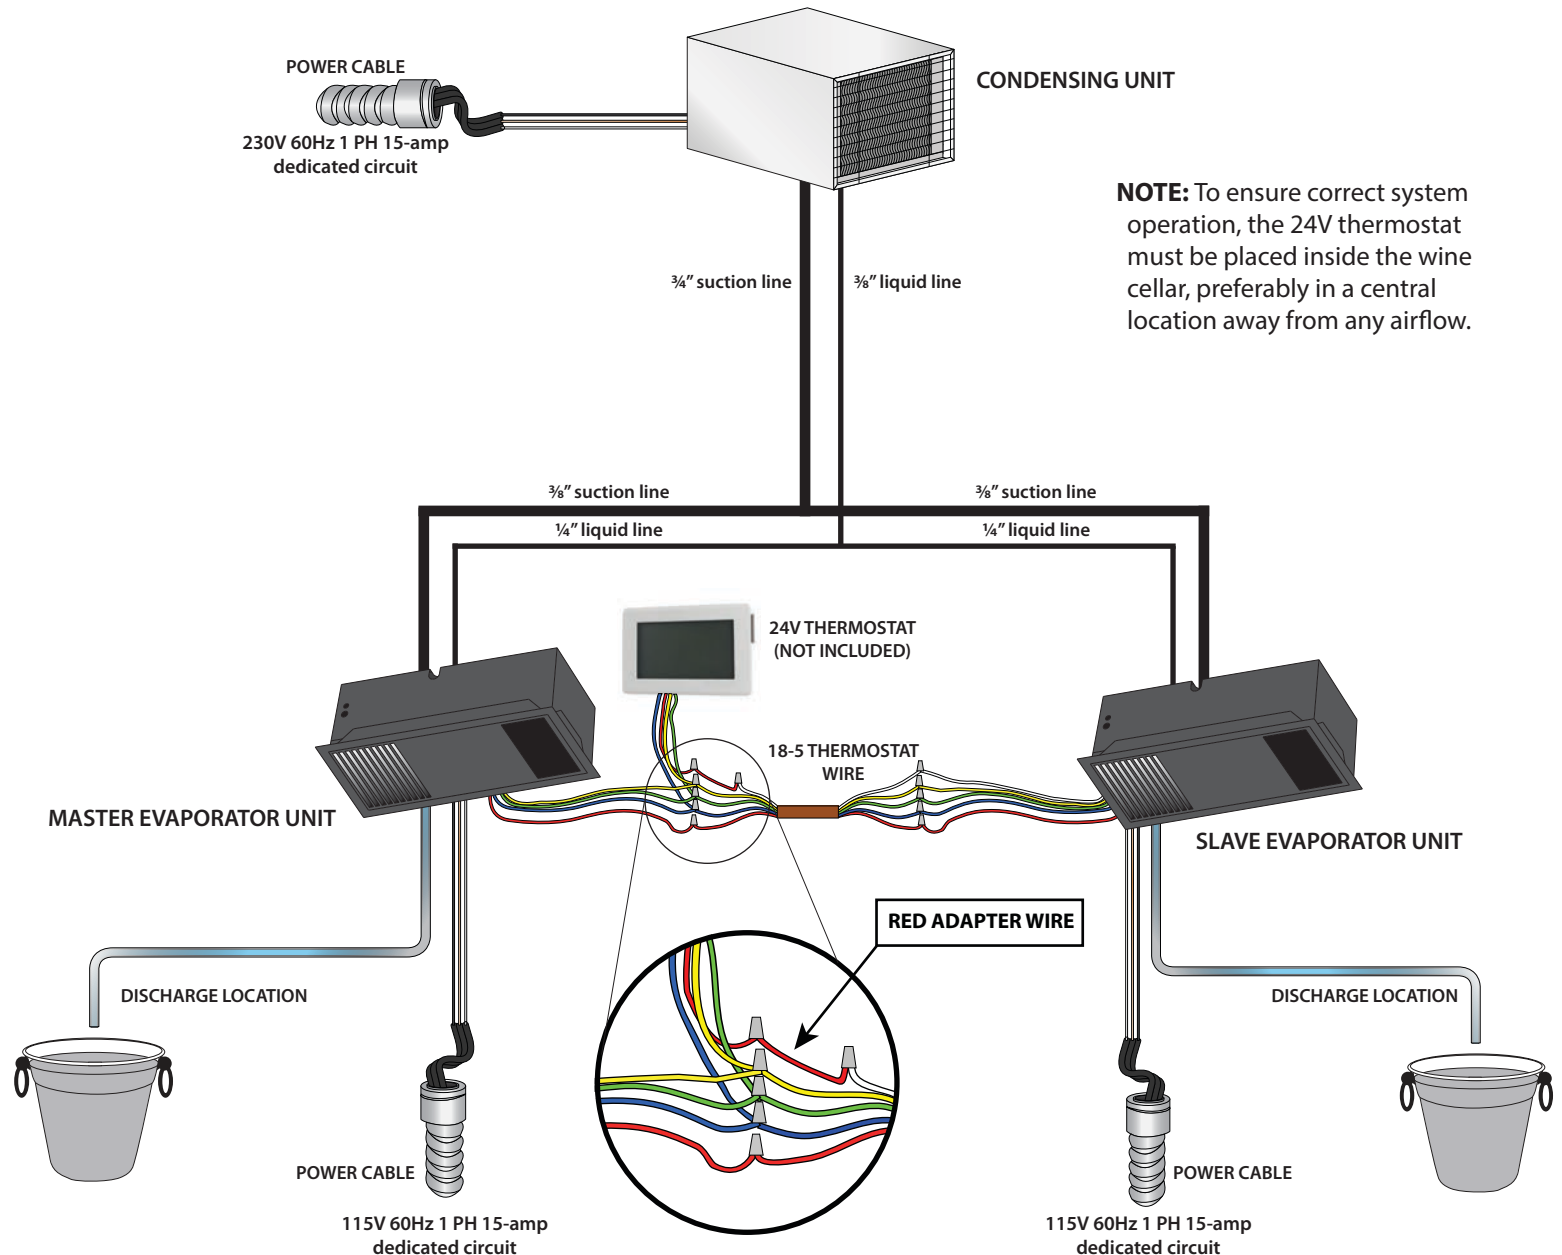 POWER CABLE
230V 60Hz 1 PH 15-amp
dedicated circuit
CONDENSING UNIT
NOTE: To ensure correct system
operation, the 24V thermostat
must be placed inside the wine
cellar, preferably in a central
location away from any airflow.
¾” suction line
⅜” liquid line
⅜” suction line
⅜” suction line
¼” liquid line
¼” liquid line
24V THERMOSTAT
(NOT INCLUDED)
18-5 THERMOSTAT
WIRE
MASTER EVAPORATOR UNIT
SLAVE EVAPORATOR UNIT
RED ADAPTER WIRE
DISCHARGE LOCATION
DISCHARGE LOCATION
POWER CABLE
115V 60Hz 1 PH 15-amp
dedicated circuit
POWER CABLE
115V 60Hz 1 PH 15-amp
dedicated circuit